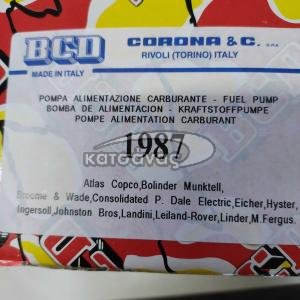 BCD
CORONA & C. S.N.C.
MADE IN ITALY
RIVOLI (TORINO) ITALY
POMPA ALIMENTAZIONE CARBURANTE - FUEL PUMP
BOMBA DE ALIMENTACION - KRAFTSTOFFPUMPE
POMPE ALIMENTATION CARBURANT
1987
κατσάνας
Atlas Copco,Bolinder Munktell,
Broome & Wade,Consolidated P. Dale Electric,Eicher,Hyster,
Ingersoll,Johnston Bros,Landini,Leiland-Rover,Linder,M.Fergus.